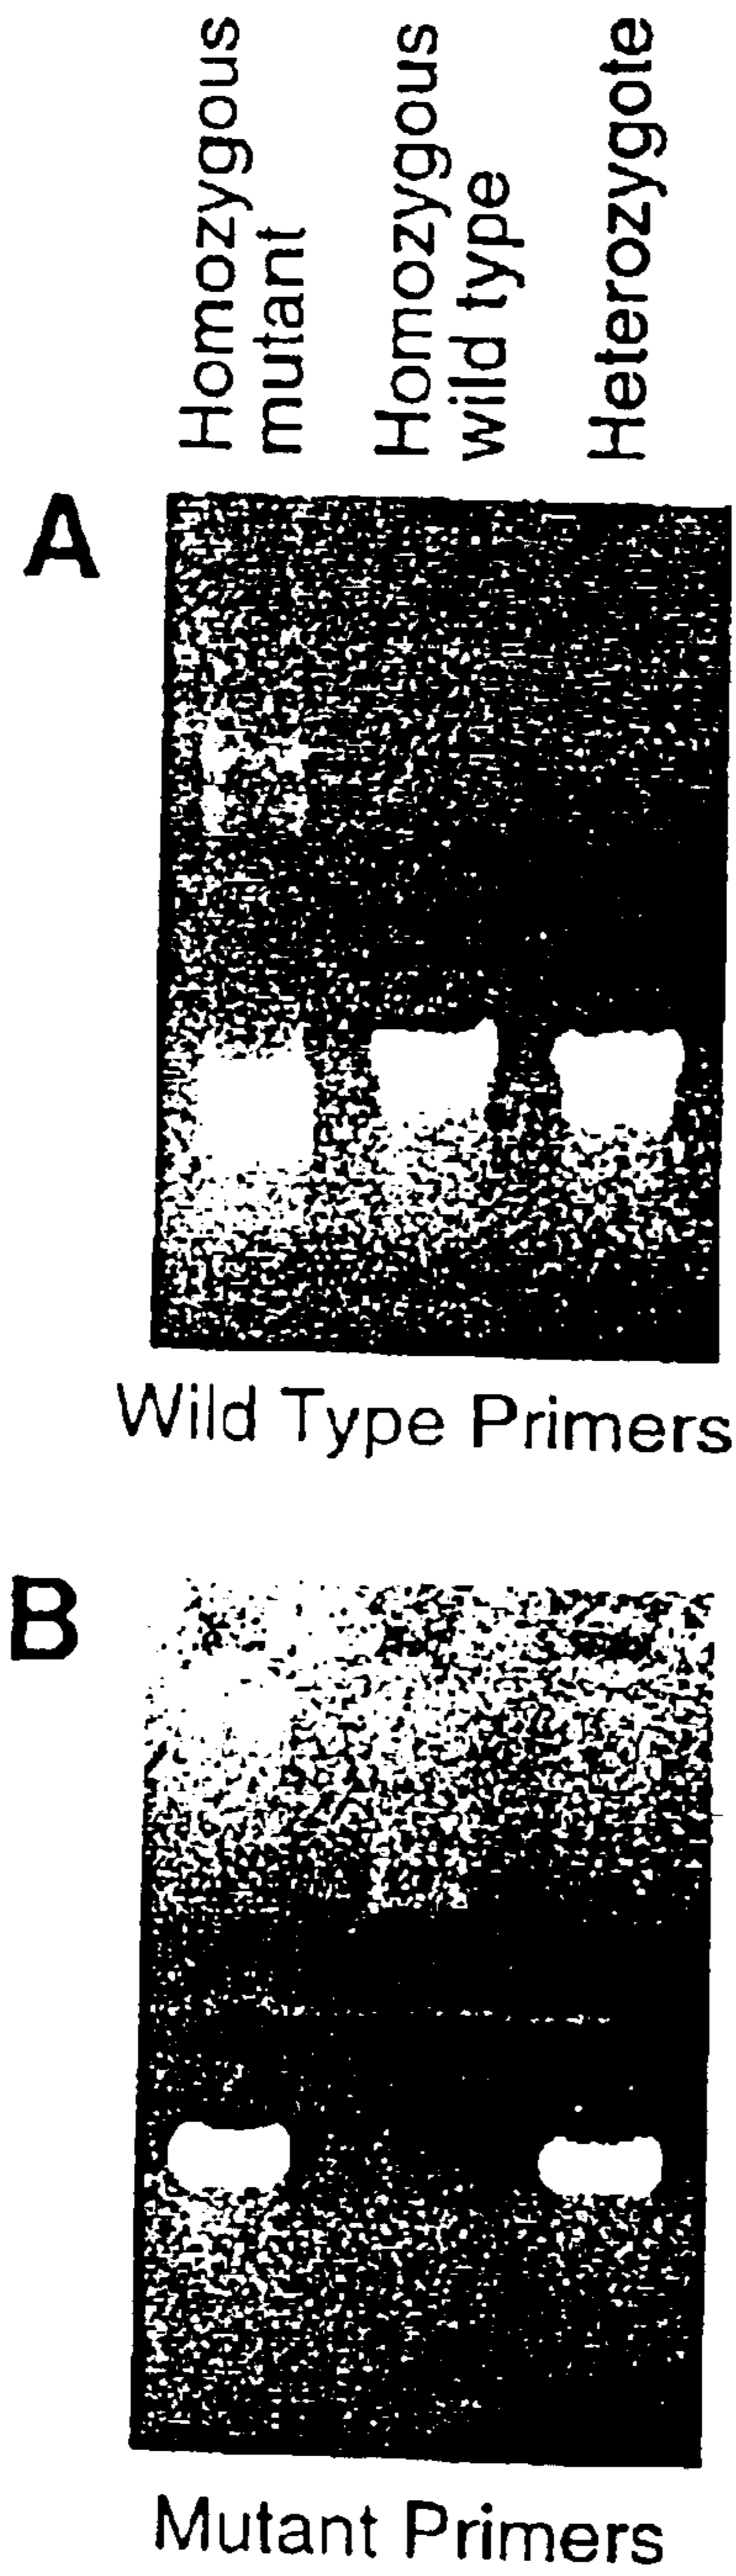 Homozygous
mutant
Homozygous
wild type
Heterozygote
A
Wild Type Primers
B
Mutant Primers